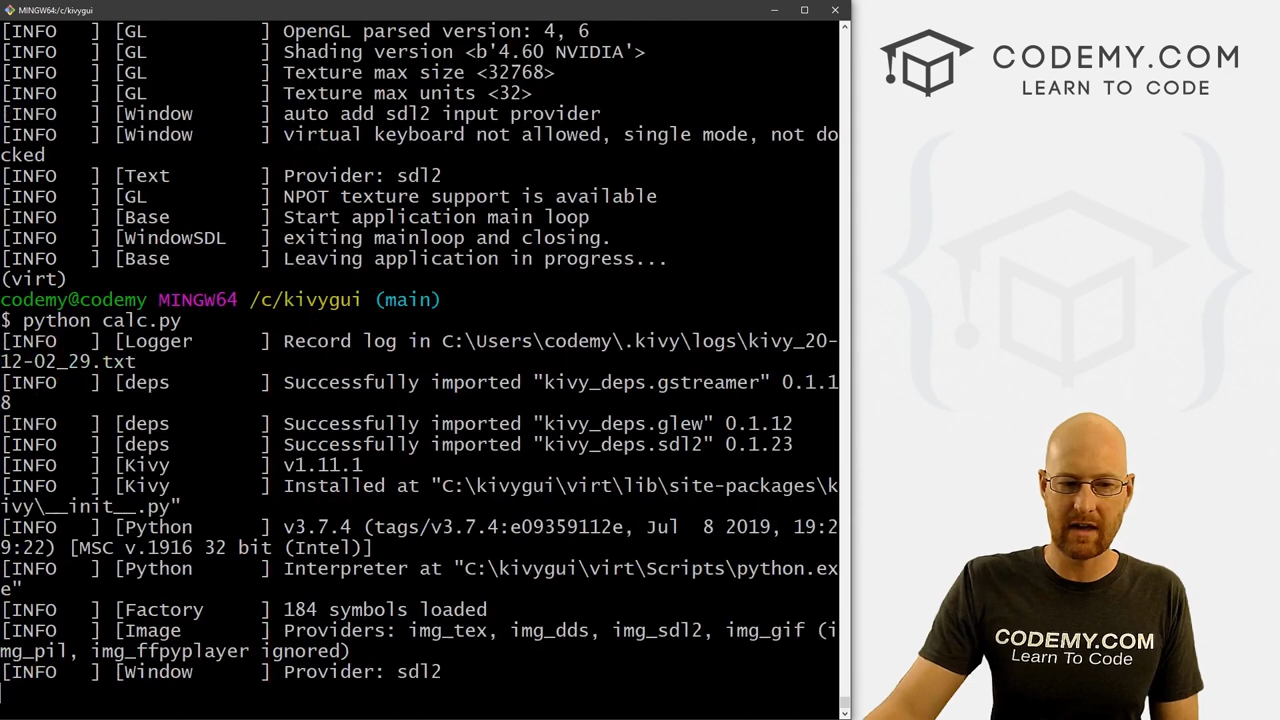 MINGW64:/c/kivygui
[INFO   ] [GL          ] OpenGL parsed version: 4, 6
[INFO   ] [GL          ] Shading version <b'4.60 NVIDIA'>
[INFO   ] [GL          ] Texture max size <32768>
[INFO   ] [GL          ] Texture max units <32>
[INFO   ] [Window      ] auto add sdl2 input provider
[INFO   ] [Window      ] virtual keyboard not allowed, single mode, not do
cked
[INFO   ] [Text        ] Provider: sdl2
[INFO   ] [GL          ] NPOT texture support is available
[INFO   ] [Base        ] Start application main loop
[INFO   ] [WindowSDL   ] exiting mainloop and closing.
[INFO   ] [Base        ] Leaving application in progress...
(virt)
codemy@codemy MINGW64 /c/kivygui (main)
$ python calc.py
[INFO   ] [Logger      ] Record log in C:\Users\codemy\.kivy\logs\kivy_20-
12-02_29.txt
[INFO   ] [deps        ] Successfully imported "kivy_deps.gstreamer" 0.1.1
8
[INFO   ] [deps        ] Successfully imported "kivy_deps.glew" 0.1.12
[INFO   ] [deps        ] Successfully imported "kivy_deps.sdl2" 0.1.23
[INFO   ] [Kivy        ] v1.11.1
[INFO   ] [Kivy        ] Installed at "C:\kivygui\virt\lib\site-packages\k
ivy\__init__.py"
[INFO   ] [Python      ] v3.7.4 (tags/v3.7.4:e09359112e, Jul  8 2019, 19:2
9:22) [MSC v.1916 32 bit (Intel)]
[INFO   ] [Python      ] Interpreter at "C:\kivygui\virt\Scripts\python.ex
e"
[INFO   ] [Factory     ] 184 symbols loaded
[INFO   ] [Image       ] Providers: img_tex, img_dds, img_sdl2, img_gif (i
mg_pil, img_ffpyplayer ignored)
[INFO   ] [Window      ] Provider: sdl2
CODEMY.COM
LEARN TO CODE
CODEMY.COM
Learn To Code